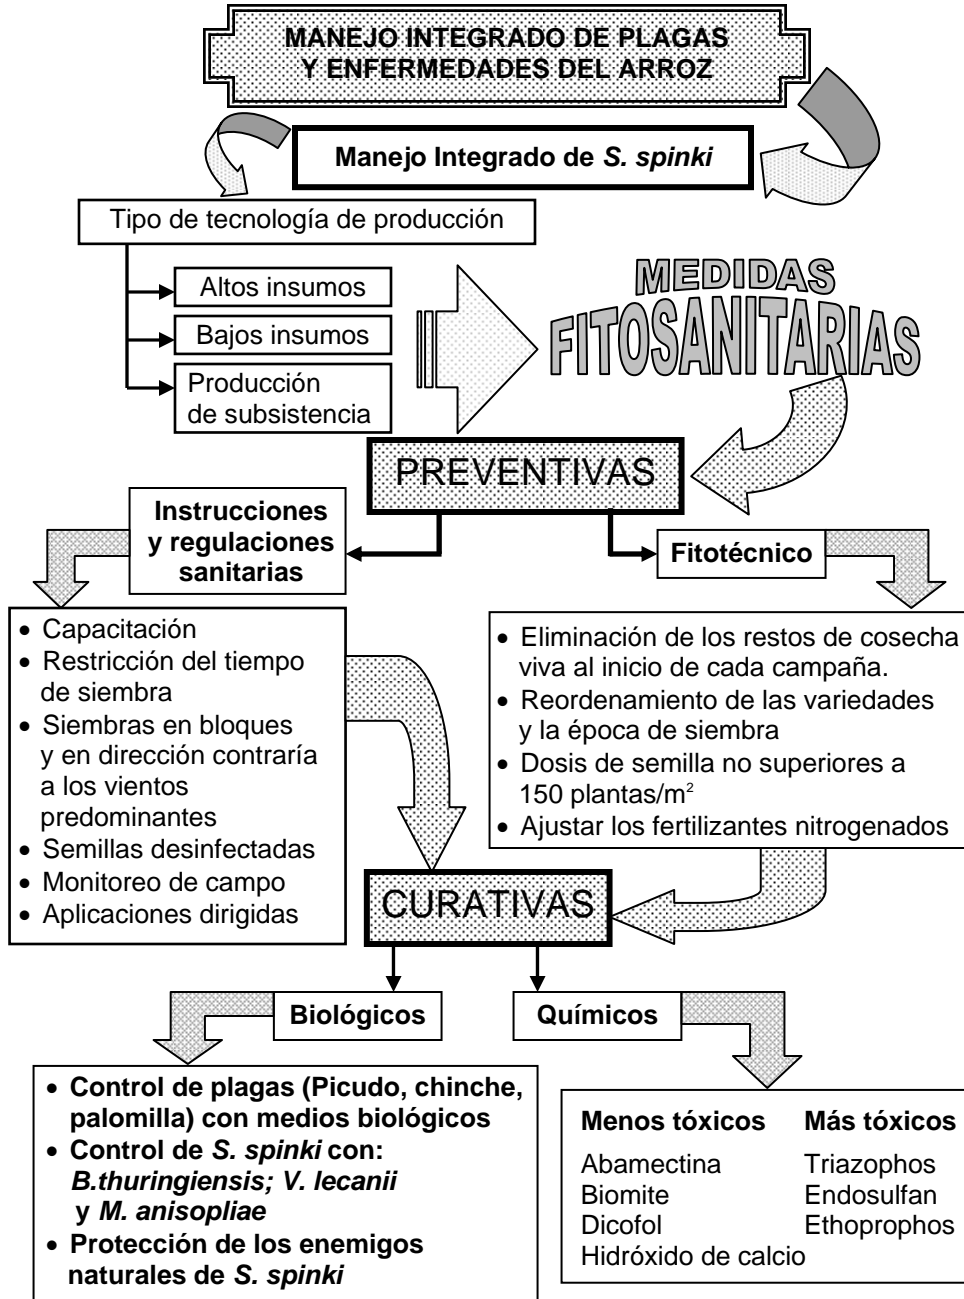 MANEJO INTEGRADO DE PLAGAS
Y ENFERMEDADES DEL ARROZ
Manejo Integrado de S. spinki
Tipo de tecnología de producción
Altos insumos
Bajos insumos
Producción
de subsistencia
MEDIDAS
FITOSANITARIAS
PREVENTIVAS
Instrucciones
y regulaciones
sanitarias
Fitotécnico
• Capacitación
• Restricción del tiempo
de siembra
• Siembras en bloques
y en dirección contraría
a los vientos
predominantes
• Semillas desinfectadas
• Monitoreo de campo
• Aplicaciones dirigidas
• Eliminación de los restos de cosecha
viva al inicio de cada campaña.
• Reordenamiento de las variedades
y la época de siembra
• Dosis de semilla no superiores a
150 plantas/m²
• Ajustar los fertilizantes nitrogenados
CURATIVAS
Biológicos
Químicos
• Control de plagas (Picudo, chinche,
palomilla) con medios biológicos
• Control de S. spinki con:
B.thuringiensis; V. lecanii
y M. anisopliae
• Protección de los enemigos
naturales de S. spinki
Menos tóxicos
Abamectina
Biomite
Dicofol
Hidróxido de calcio
Más tóxicos
Triazophos
Endosulfan
Ethoprophos